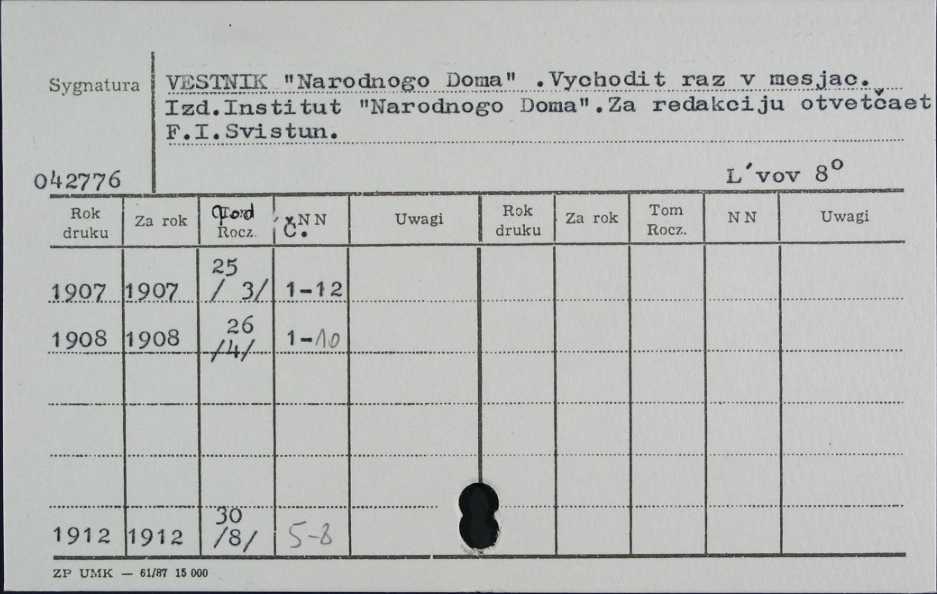 Sygnatura
VESTNIK "Narodnogo Doma" .Vychodit raz v mesjac.
Izd.Institut "Narodnogo Doma".Za redakciju otvetčaet
F.I.Svistun.
042776
L´vov 8º
Rok druku Za rok Rocz. Č. NN Uwagi Rok druku Za rok Tom Rocz. NN Uwagi
1907 1907 25 / 3/ 1-12
1908 1908 26 /4/ 1-10
1912 1912 30 /8/ 5-8
ZP UMK — 61/87 15 000